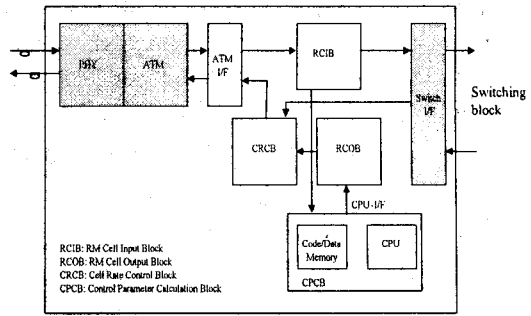 PHY
ATM
ATM
I/F
RCIB
Switch
I/F
Switching
block
CRCB
RCOB
CPU-I/F
Code/Data
Memory
CPU
CPCB
RCIB: RM Cell Input Block
RCOB: RM Cell Output Block
CRCB: Cell Rate Control Block
CPCB: Control Parameter Calculation Block